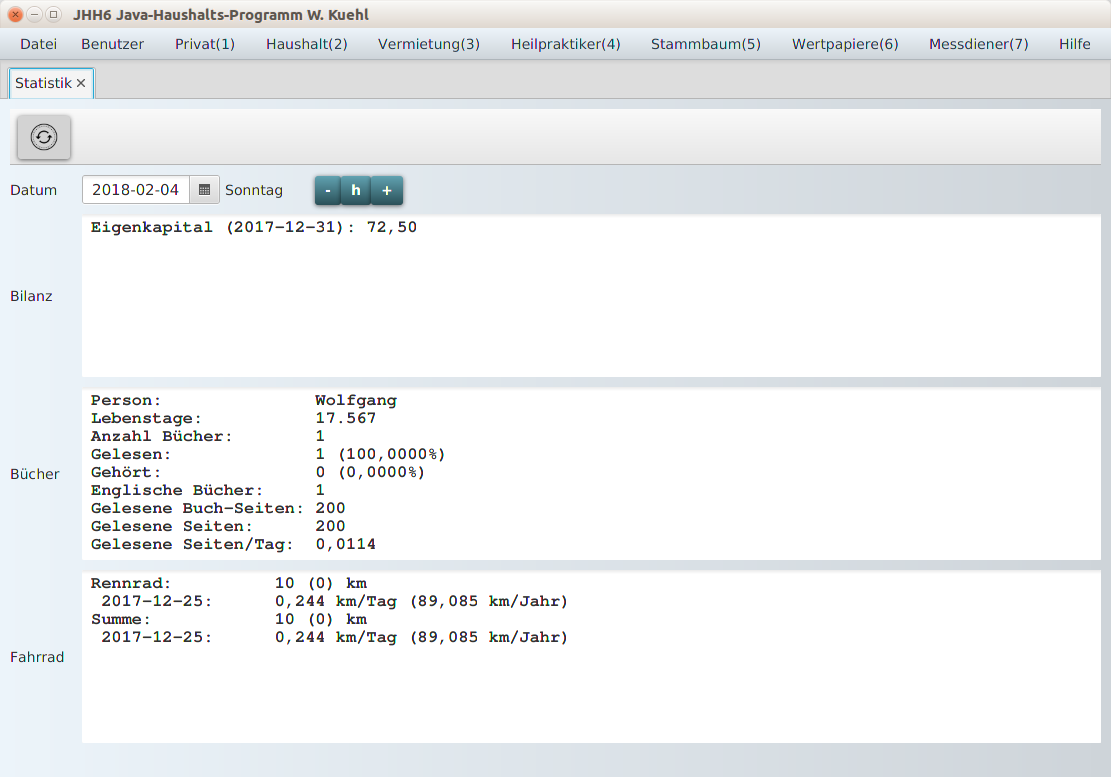 JHH6 Java-Haushalts-Programm W. Kuehl
Datei Benutzer Privat(1) Haushalt(2) Vermietung(3) Heilpraktiker(4) Stammbaum(5) Wertpapiere(6) Messdiener(7) Hilfe
Statistik
Datum 2018-02-04 Sonntag - h +
Eigenkapital (2017-12-31): 72,50
Bilanz
Person: Wolfgang
Lebenstage: 17.567
Anzahl Bücher: 1
Gelesen: 1 (100,0000%)
Gehört: 0 (0,0000%)
Bücher
Englische Bücher: 1
Gelesene Buch-Seiten: 200
Gelesene Seiten: 200
Gelesene Seiten/Tag: 0,0114
Rennrad: 10 (0) km
2017-12-25: 0,244 km/Tag (89,085 km/Jahr)
Summe: 10 (0) km
2017-12-25: 0,244 km/Tag (89,085 km/Jahr)
Fahrrad